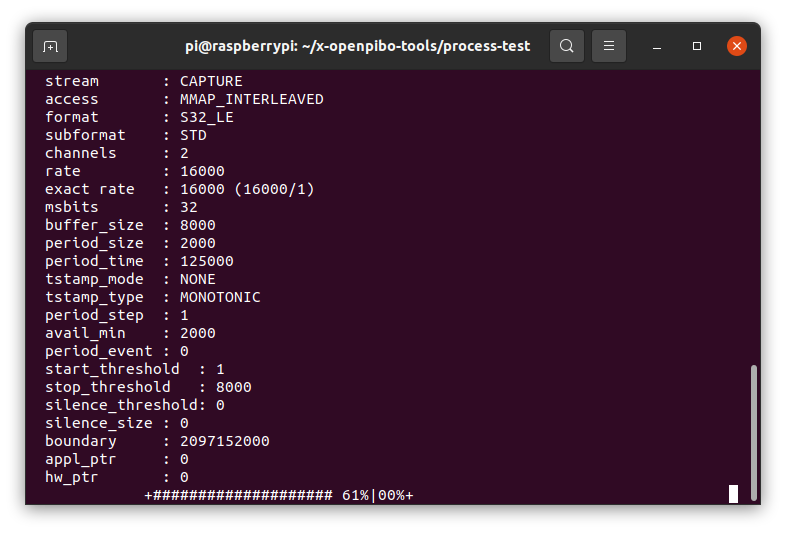 pi@raspberrypi: ~/x-openpibo-tools/process-test
stream       : CAPTURE
access       : MMAP_INTERLEAVED
format       : S32_LE
subformat    : STD
channels     : 2
rate         : 16000
exact rate   : 16000 (16000/1)
msbits       : 32
buffer_size  : 8000
period_size  : 2000
period_time  : 125000
tstamp_mode  : NONE
tstamp_type  : MONOTONIC
period_step  : 1
avail_min    : 2000
period_event : 0
start_threshold  : 1
stop_threshold   : 8000
silence_threshold: 0
silence_size : 0
boundary     : 2097152000
appl_ptr     : 0
hw_ptr       : 0
+#################### 61%|00%+